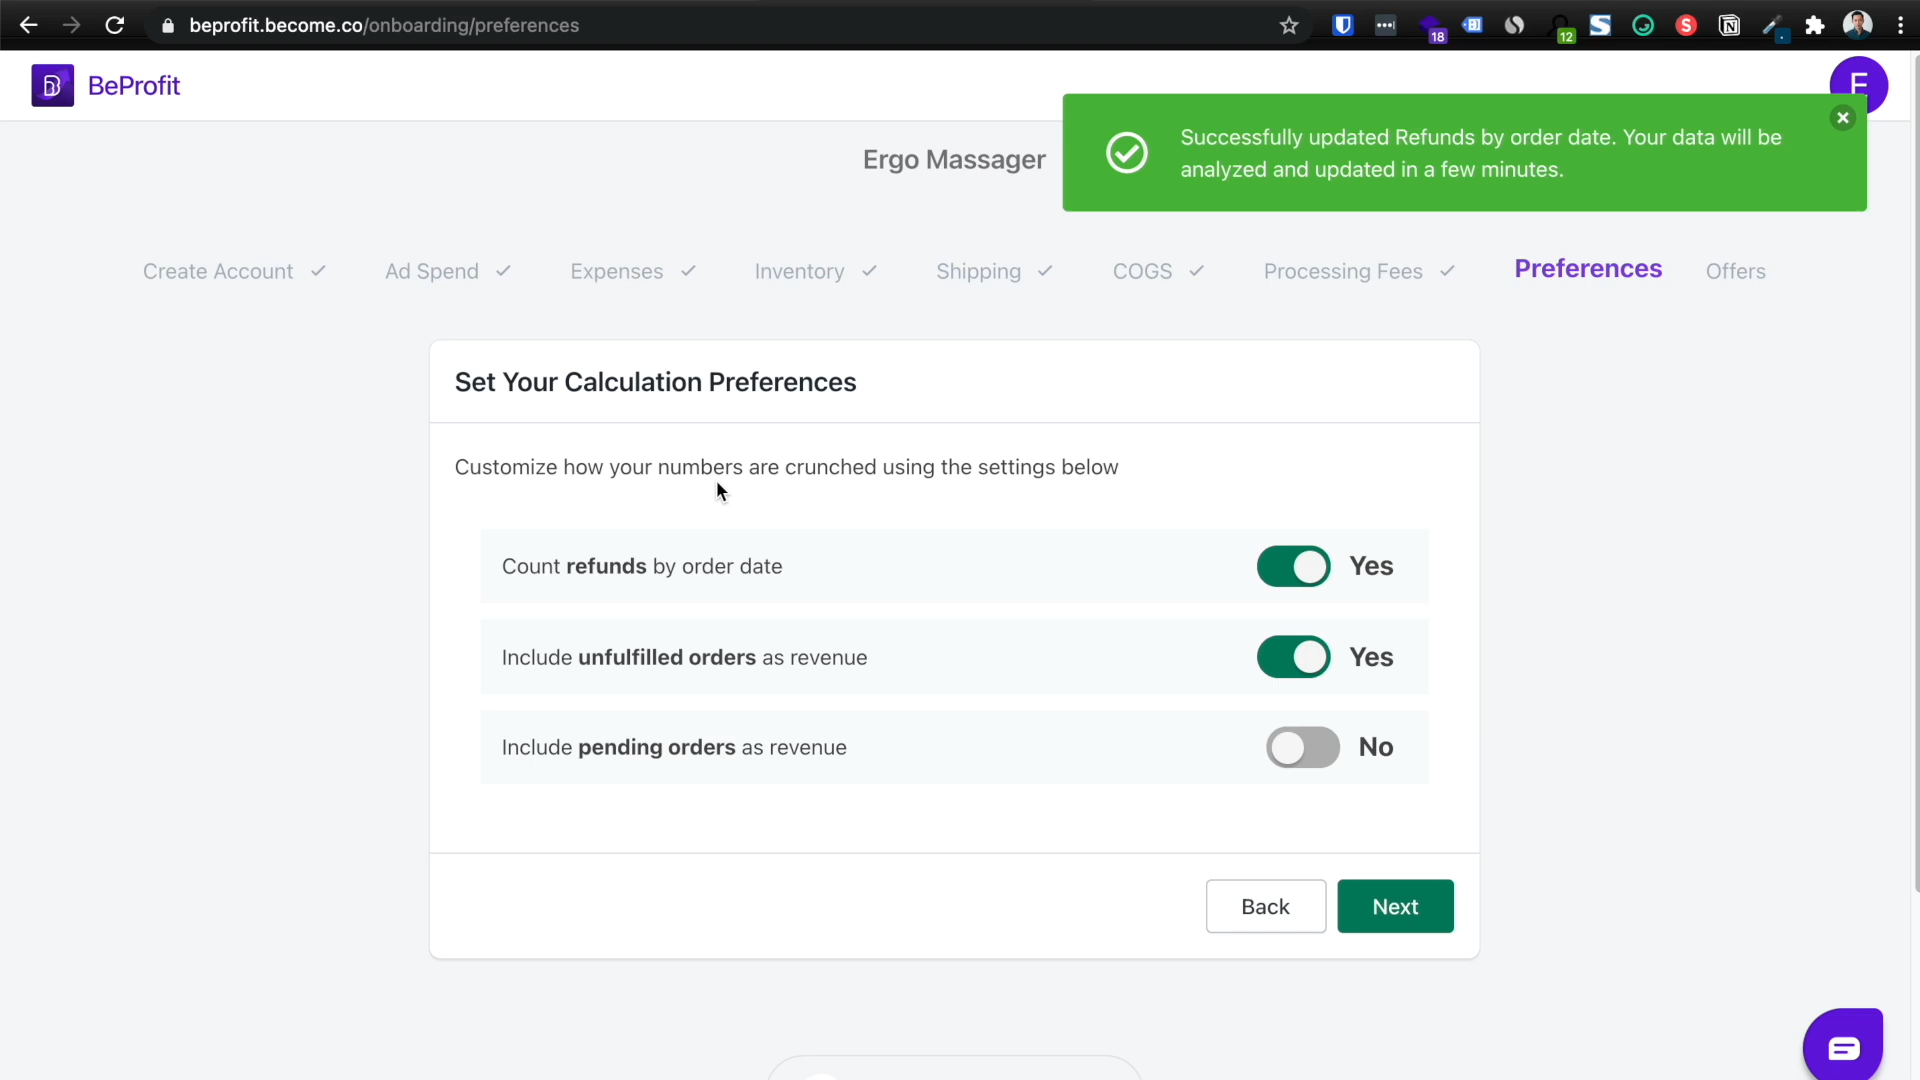 beprofit.become.co/onboarding/preferences
18
12
BeProfit
E
Successfully updated Refunds by order date. Your data will be
analyzed and updated in a few minutes.
Ergo Massager
Create Account
Ad Spend
Expenses
Inventory
Shipping
COGS
Processing Fees
Preferences
Offers
Set Your Calculation Preferences
Customize how your numbers are crunched using the settings below
Count refunds by order date
Yes
Include unfulfilled orders as revenue
Yes
Include pending orders as revenue
No
Back
Next